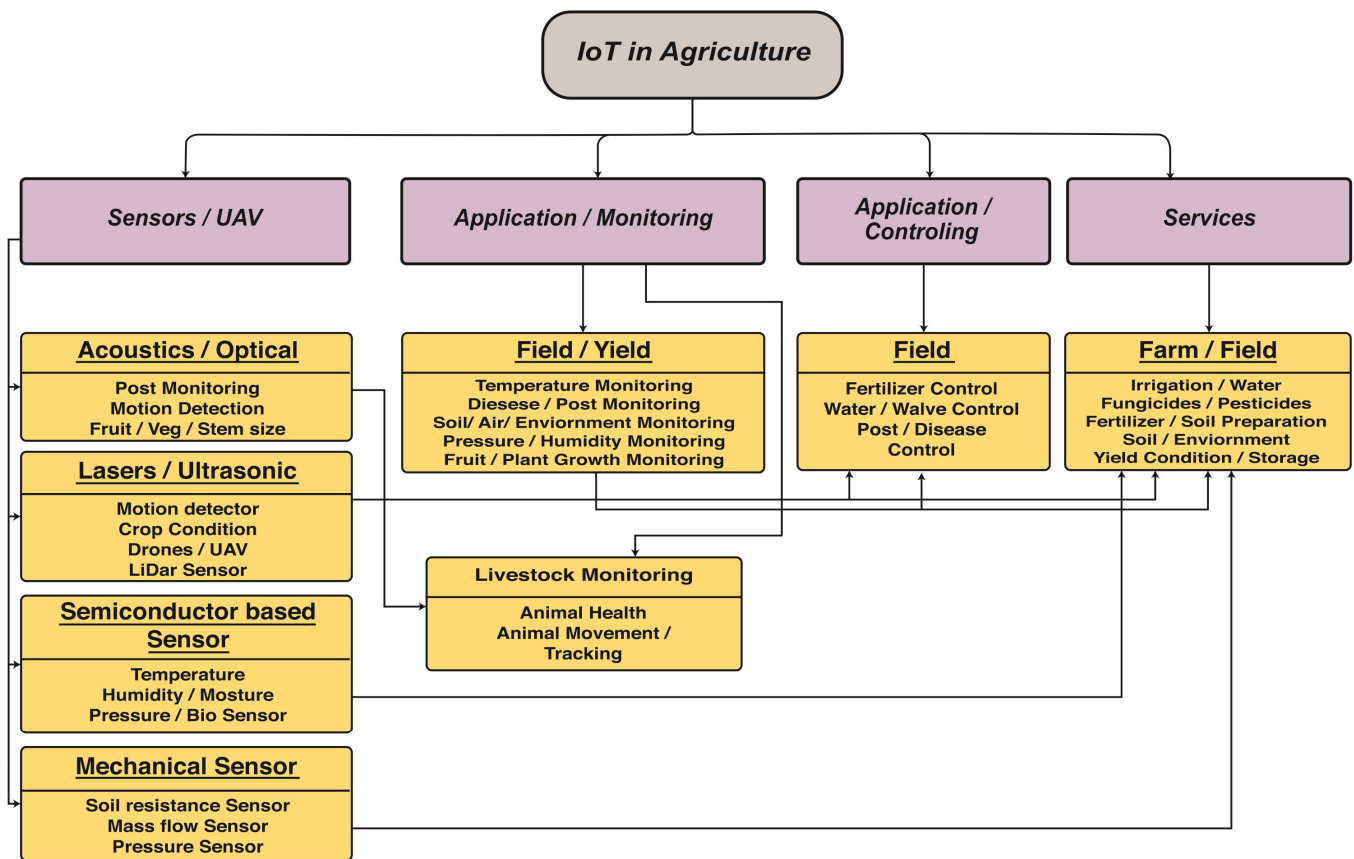 IoT in Agriculture
Sensors / UAV
Application / Monitoring
Application /
Controling
Services
Acoustics / Optical
Post Monitoring
Motion Detection
Fruit / Veg / Stem size
Field / Yield
Temperature Monitoring
Diesese / Post Monitoring
Soil/ Air/ Enviornment Monitoring
Pressure / Humidity Monitoring
Fruit / Plant Growth Monitoring
Field
Fertilizer Control
Water / Walve Control
Post / Disease
Control
Farm / Field
Irrigation / Water
Fungicides / Pesticides
Fertilizer / Soil Preparation
Soil / Enviornment
Yield Condition / Storage
Lasers / Ultrasonic
Motion detector
Crop Condition
Drones / UAV
LiDar Sensor
Livestock Monitoring
Animal Health
Animal Movement /
Tracking
Semiconductor based
Sensor
Temperature
Humidity / Mosture
Pressure / Bio Sensor
Mechanical Sensor
Soil resistance Sensor
Mass flow Sensor
Pressure Sensor